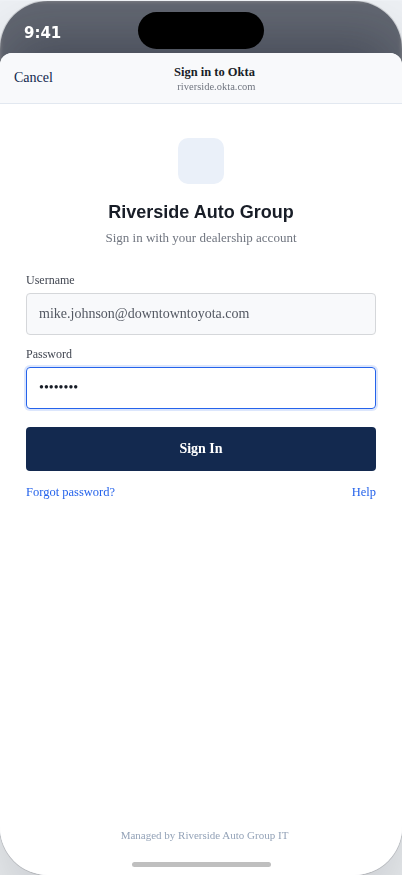 9:41
Cancel
Sign in to Okta
riverside.okta.com
Riverside Auto Group
Sign in with your dealership account
Username
mike.johnson@downtowntoyota.com
Password
••••••••
Sign In
Forgot password?
Help
Managed by Riverside Auto Group IT